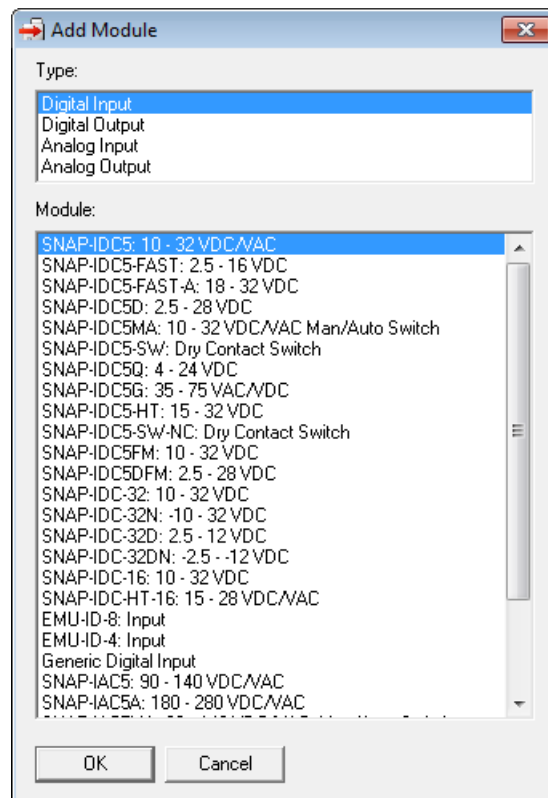 Add Module
Type:
Digital Input
Digital Output
Analog Input
Analog Output
Module:
SNAP-IDC5: 10 - 32 VDC/VAC
SNAP-IDC5-FAST: 2.5 - 16 VDC
SNAP-IDC5-FAST-A: 18 - 32 VDC
SNAP-IDC5D: 2.5 - 28 VDC
SNAP-IDC5MA: 10 - 32 VDC/VAC Man/Auto Switch
SNAP-IDC5-SW: Dry Contact Switch
SNAP-IDC5Q: 4 - 24 VDC
SNAP-IDC5G: 35 - 75 VAC/VDC
SNAP-IDC5-HT: 15 - 32 VDC
SNAP-IDC5-SW-NC: Dry Contact Switch
SNAP-IDC5FM: 10 - 32 VDC
SNAP-IDC5DFM: 2.5 - 28 VDC
SNAP-IDC-32: 10 - 32 VDC
SNAP-IDC-32N: -10 - 32 VDC
SNAP-IDC-32D: 2.5 - 12 VDC
SNAP-IDC-32DN: -2.5 - -12 VDC
SNAP-IDC-16: 10 - 32 VDC
SNAP-IDC-HT-16: 15 - 28 VDC/VAC
EMU-ID-8: Input
EMU-ID-4: Input
Generic Digital Input
SNAP-IAC5: 90 - 140 VDC/VAC
SNAP-IAC5A: 180 - 280 VDC/VAC
OK
Cancel